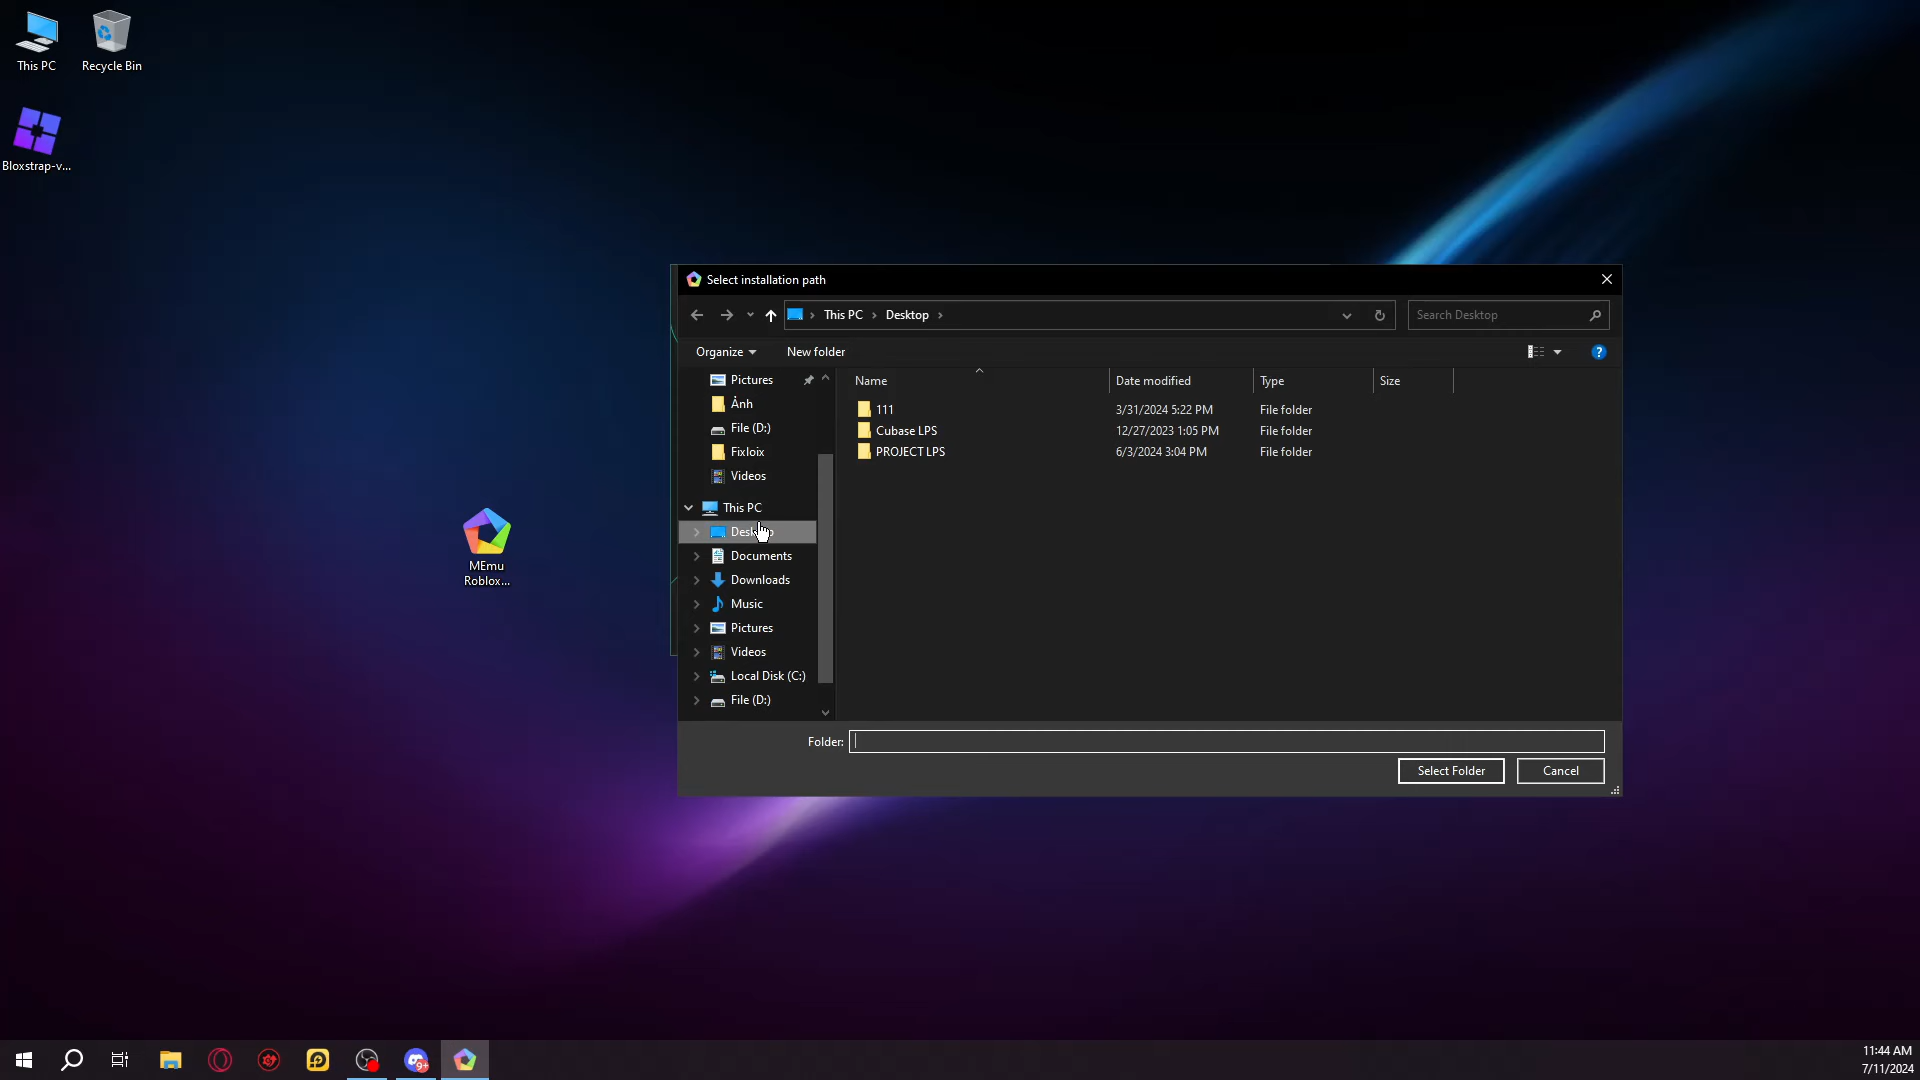 This PC
Recycle Bin
Bloxstrap-v...
MEmu
Roblox...
Select installation path
This PC
Desktop
Search Desktop
Organize
New folder
Name
Date modified
Type
Size
Pictures
Ảnh
File (D:)
Fixloix
Videos
This PC
Documents
Downloads
Music
Pictures
Videos
Local Disk (C:)
File (D:)
111 3/31/2024 5:22 PM File folder
Cubase LPS 12/27/2023 1:05 PM File folder
PROJECT LPS 6/3/2024 3:04 PM File folder
Folder:
Select Folder
Cancel
9+
11:44 AM
7/11/2024